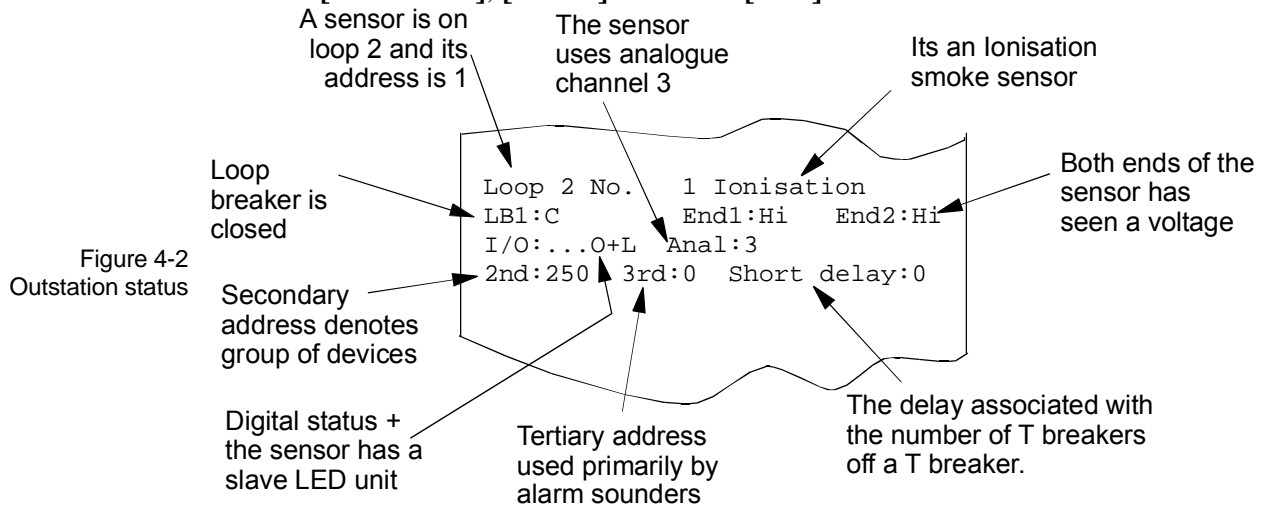 A sensor is on
loop 2 and its
address is 1
The sensor
uses analogue
channel 3
Its an Ionisation
smoke sensor
Loop
breaker is
closed
Both ends of the
sensor has
seen a voltage
Loop 2 No. 1 Ionisation
LB1:C End1:Hi End2:Hi
I/O:...O+L Anal:3
2nd:250 3rd:0 Short delay:0
Figure 4-2
Outstation status
Secondary
address denotes
group of devices
Digital status +
the sensor has a
slave LED unit
Tertiary address
used primarily by
alarm sounders
The delay associated with
the number of T breakers
off a T breaker.